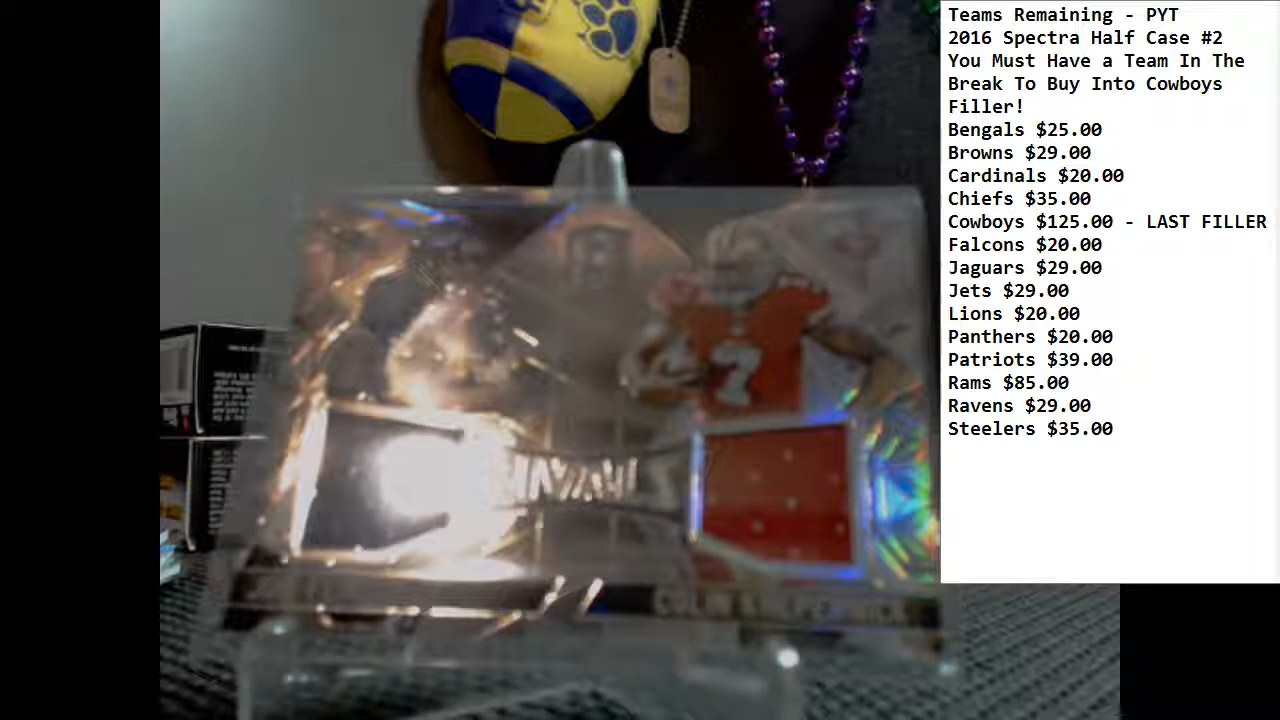 Teams Remaining - PYT
2016 Spectra Half Case #2
You Must Have a Team In The
Break To Buy Into Cowboys
Filler!
Bengals $25.00
Browns $29.00
Cardinals $20.00
Chiefs $35.00
Cowboys $125.00 - LAST FILLER
Falcons $20.00
Jaguars $29.00
Jets $29.00
Lions $20.00
Panthers $20.00
Patriots $39.00
Rams $85.00
Ravens $29.00
Steelers $35.00
7
COLIN KAEPERNICK